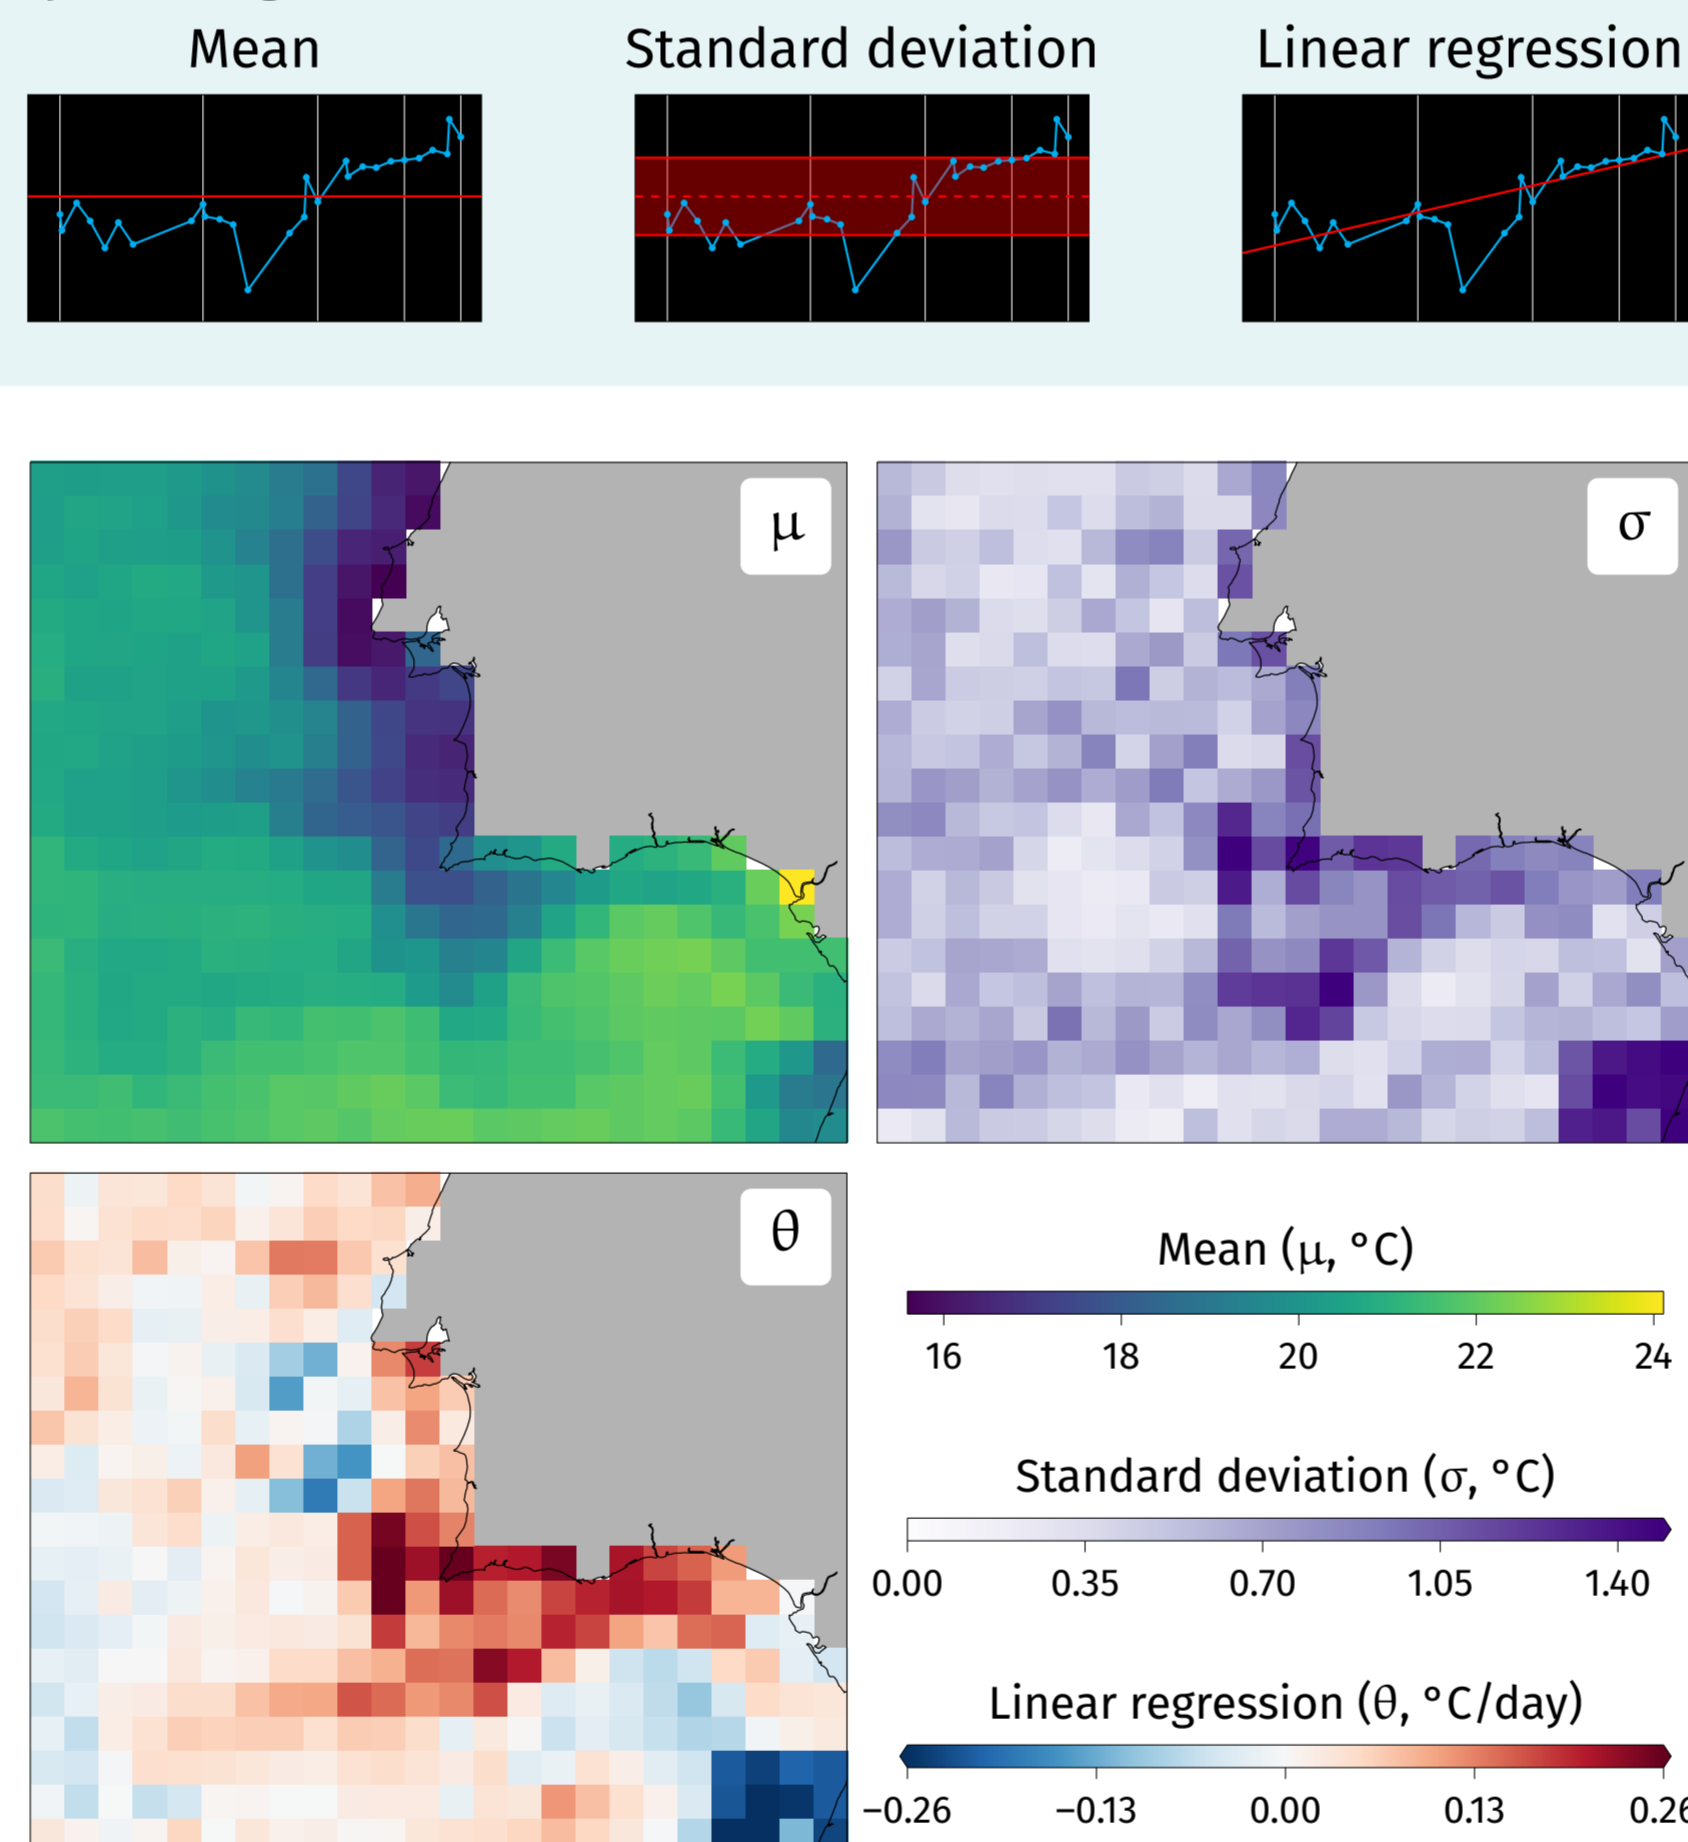 Mean
Standard deviation
Linear regression
μ
σ
θ
Mean (μ, °C)
16 18 20 22 24
Standard deviation (σ, °C)
0.00 0.35 0.70 1.05 1.40
Linear regression (θ, °C/day)
−0.26 −0.13 0.00 0.13 0.26